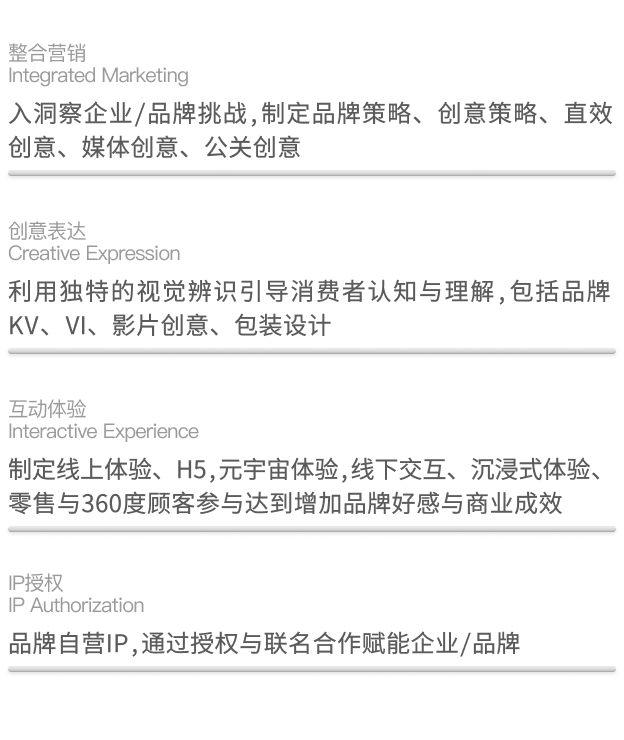 整合营销
Integrated Marketing
入洞察企业/品牌挑战,制定品牌策略、创意策略、直效
创意、媒体创意、公关创意
创意表达
Creative Expression
利用独特的视觉辨识引导消费者认知与理解,包括品牌
KV、VI、影片创意、包装设计
互动体验
Interactive Experience
制定线上体验、H5,元宇宙体验,线下交互、沉浸式体验、
零售与360度顾客参与达到增加品牌好感与商业成效
IP授权
IP Authorization
品牌自营IP,通过授权与联名合作赋能企业/品牌